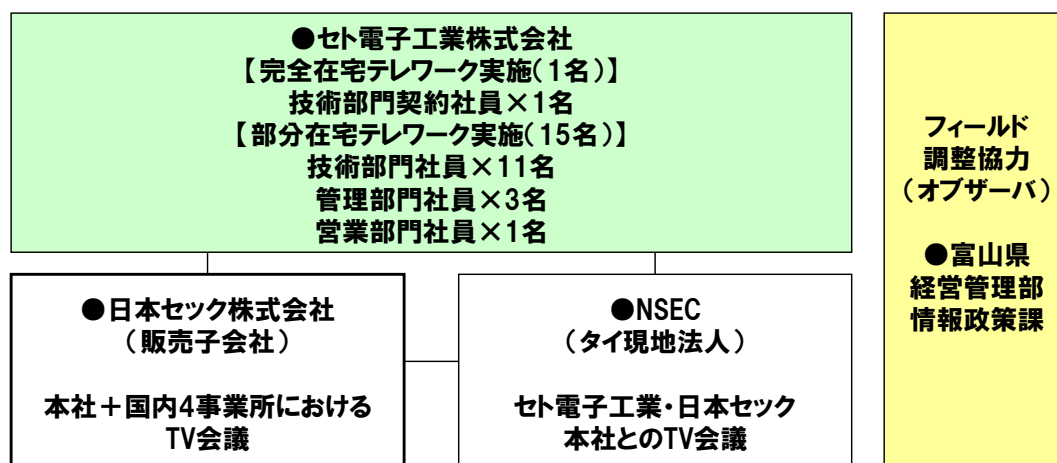 ●セト電子工業株式会社
【完全在宅テレワーク実施(1名)】
技術部門契約社員×1名
【部分在宅テレワーク実施(15名)】
技術部門社員×11名
管理部門社員×3名
営業部門社員×1名
●日本セック株式会社
(販売子会社)
本社+国内4事業所における
TV会議
●NSEC
(タイ現地法人)
セト電子工業・日本セック
本社とのTV会議
フィールド
調整協力
(オブザーバ)
●富山県
経営管理部
情報政策課